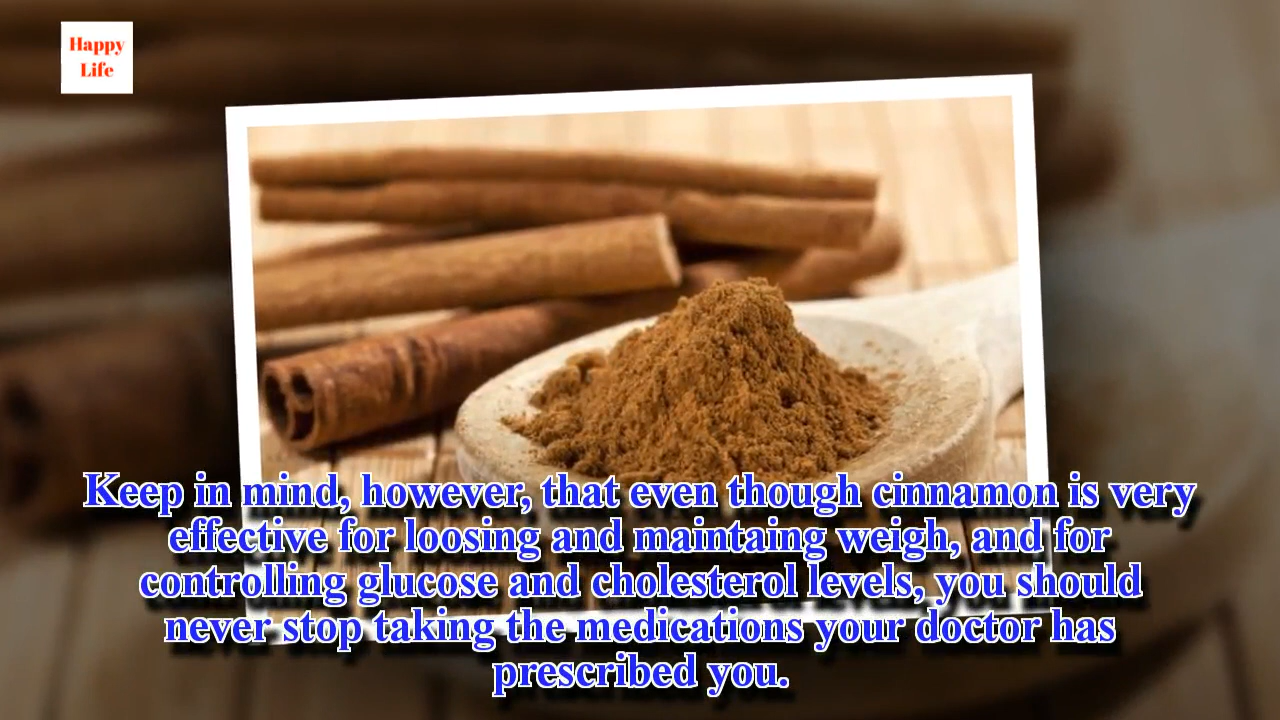 Happy
Life
Keep in mind, however, that even though cinnamon is very
effective for loosing and maintaing weigh, and for
controlling glucose and cholesterol levels, you should
never stop taking the medications your doctor has
prescribed you.